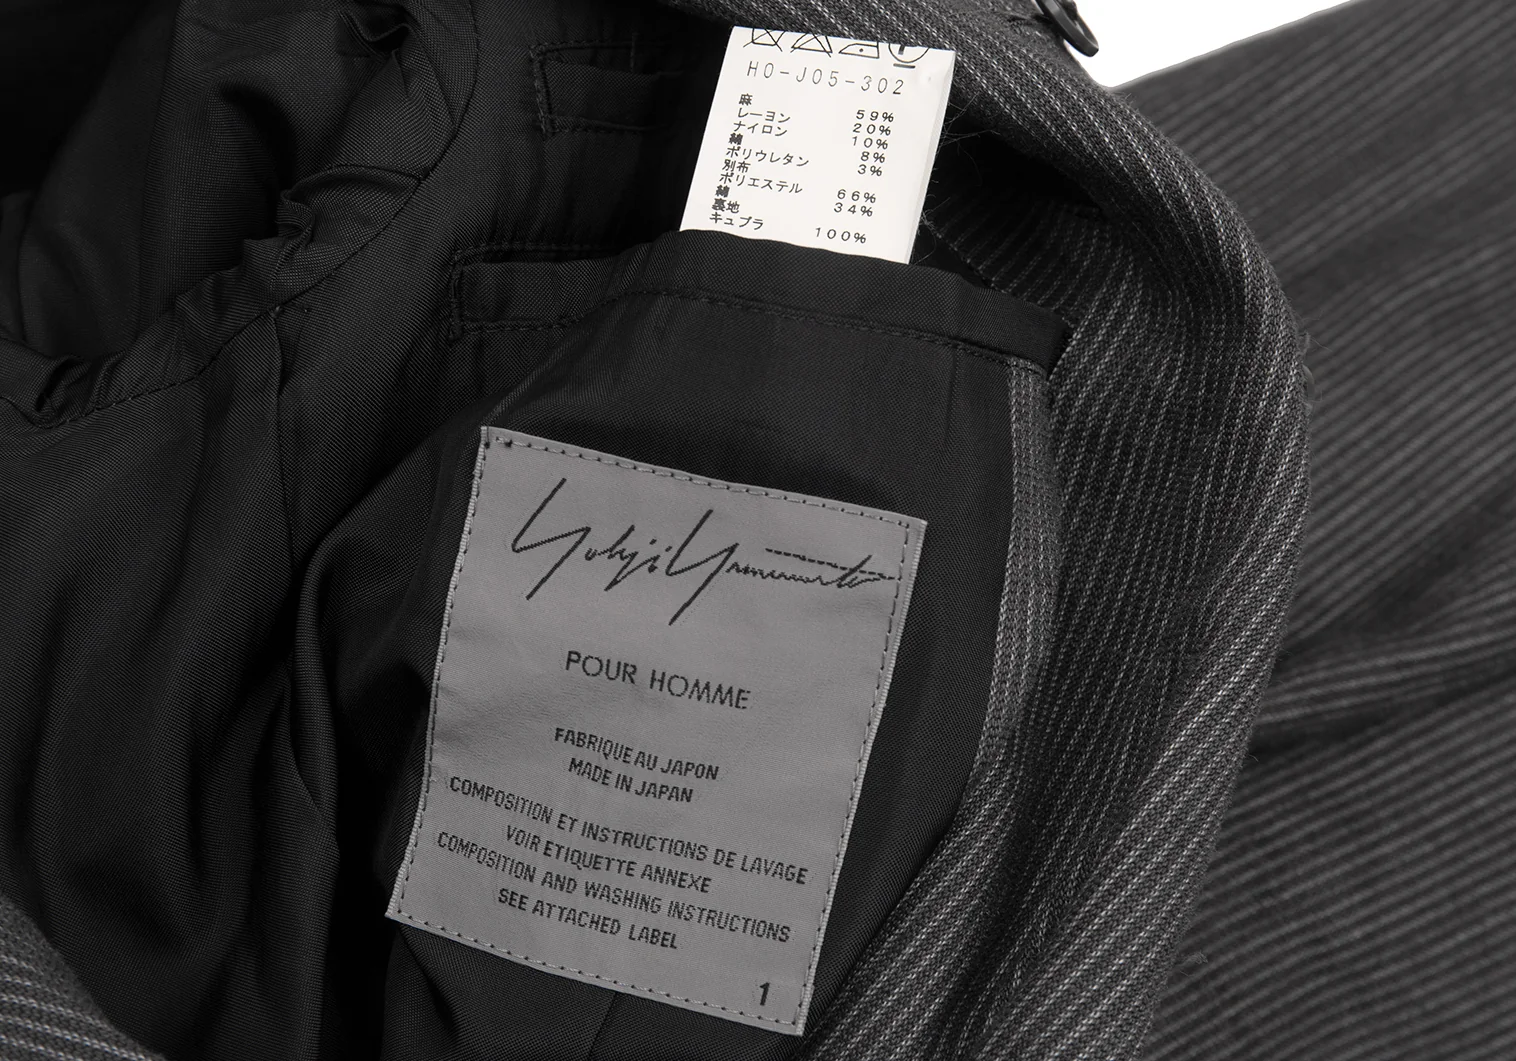 HO-J05-302
麻 59%
レーヨン 20%
ナイロン 10%
綿 8%
ポリウレタン 3%
別布
ポリエステル 66%
綿 34%
裏地
キュプラ 100%
Yohji Yamamoto
POUR HOMME
FABRIQUE AU JAPON
MADE IN JAPAN
COMPOSITION ET INSTRUCTIONS DE LAVAGE
VOIR ETIQUETTE ANNEXE
COMPOSITION AND WASHING INSTRUCTIONS
SEE ATTACHED LABEL
1